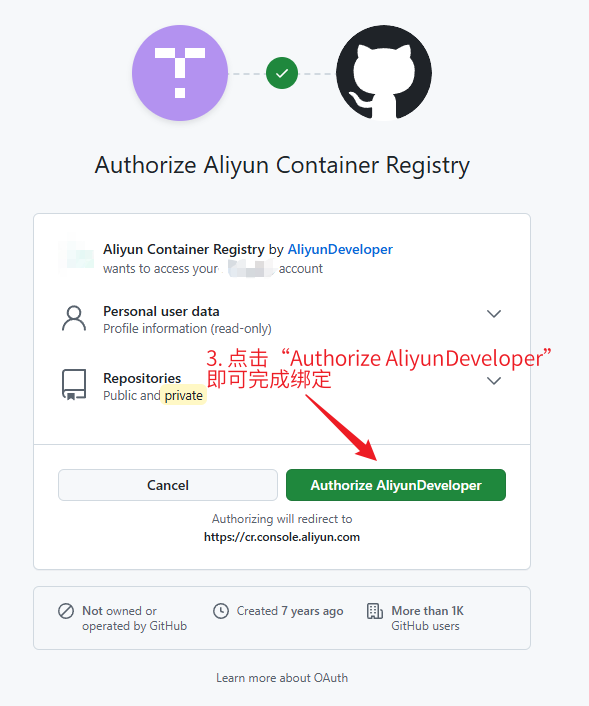 Authorize Aliyun Container Registry
Aliyun Container Registry by AliyunDeveloper
wants to access your account
Personal user data
Profile information (read-only)
3. 点击“Authorize AliyunDeveloper”
即可完成绑定
Repositories
Public and private
Cancel
Authorize AliyunDeveloper
Authorizing will redirect to
https://cr.console.aliyun.com
Not owned or
operated by GitHub
Created 7 years ago
More than 1K
GitHub users
Learn more about OAuth